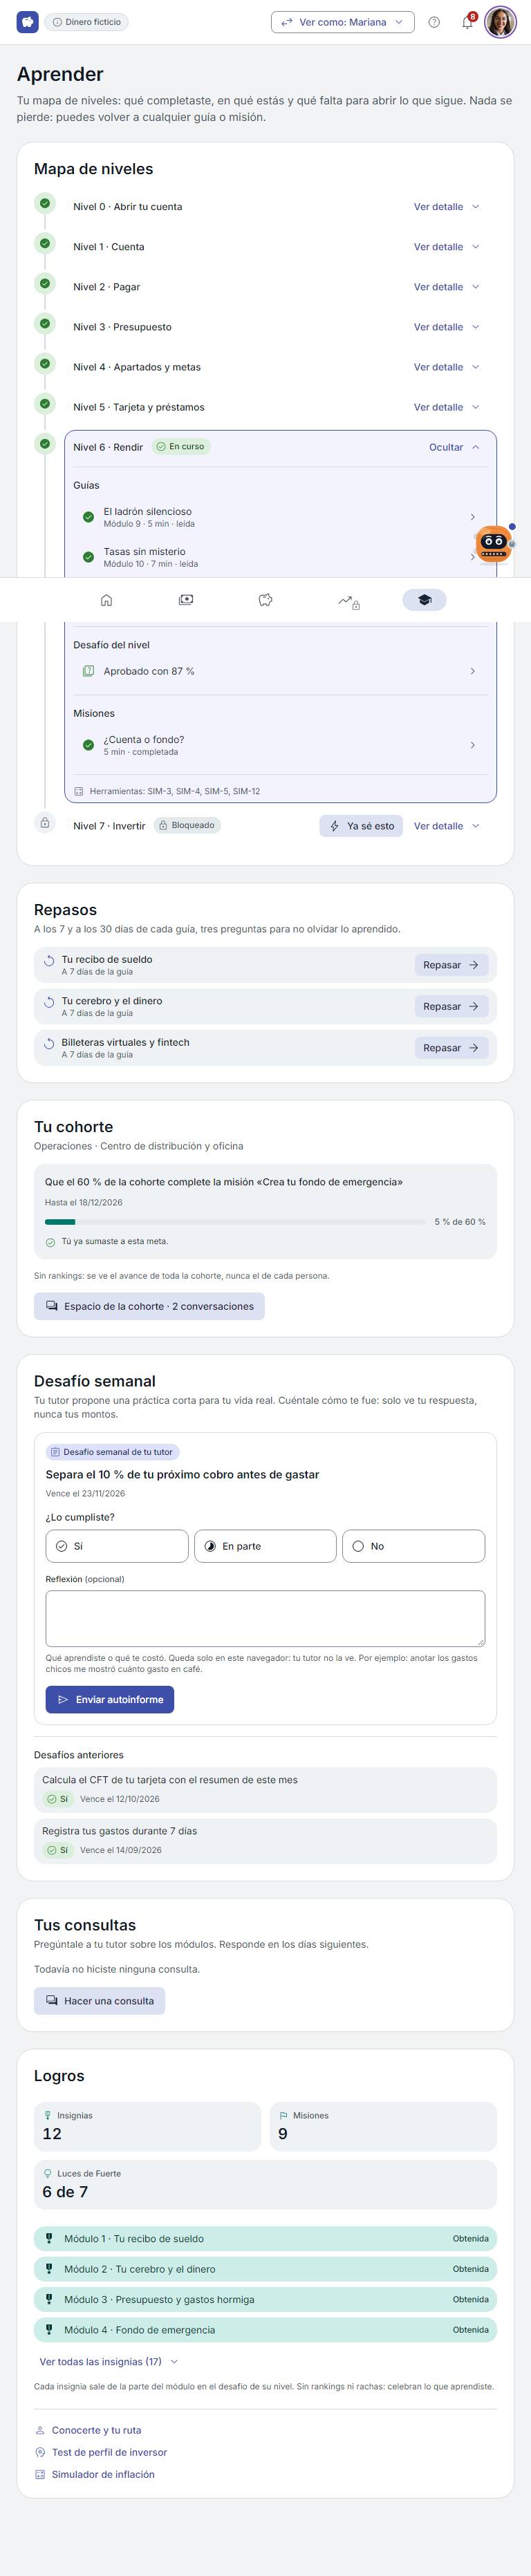 Dinero ficticio
Ver como: Mariana
8
Aprender
Tu mapa de niveles: qué completaste, en qué estás y qué falta para abrir lo que sigue. Nada se
pierde: puedes volver a cualquier guía o misión.
Mapa de niveles
Nivel 0 · Abrir tu cuenta
Ver detalle
Nivel 1 · Cuenta
Ver detalle
Nivel 2 · Pagar
Ver detalle
Nivel 3 · Presupuesto
Ver detalle
Nivel 4 · Apartados y metas
Ver detalle
Nivel 5 · Tarjeta y préstamos
Ver detalle
Nivel 6 · Rendir
En curso
Ocultar
Guías
El ladrón silencioso
Módulo 9 · 5 min · leída
Tasas sin misterio
Módulo 10 · 7 min · leída
Desafío del nivel
Aprobado con 87 %
Misiones
¿Cuenta o fondo?
5 min · completada
Herramientas: SIM-3, SIM-4, SIM-5, SIM-12
Nivel 7 · Invertir
Bloqueado
Ya sé esto
Ver detalle
Repasos
A los 7 y a los 30 días de cada guía, tres preguntas para no olvidar lo aprendido.
Tu recibo de sueldo
A 7 días de la guía
Repasar
Tu cerebro y el dinero
A 7 días de la guía
Repasar
Billeteras virtuales y fintech
A 7 días de la guía
Repasar
Tu cohorte
Operaciones · Centro de distribución y oficina
Que el 60 % de la cohorte complete la misión «Crea tu fondo de emergencia»
Hasta el 18/12/2026
5 % de 60 %
Tú ya sumaste a esta meta.
Sin rankings: se ve el avance de toda la cohorte, nunca el de cada persona.
Espacio de la cohorte · 2 conversaciones
Desafío semanal
Tu tutor propone una práctica corta para tu vida real. Cuéntale cómo te fue: solo ve tu respuesta,
nunca tus montos.
Desafío semanal de tu tutor
Separa el 10 % de tu próximo cobro antes de gastar
Vence el 23/11/2026
¿Lo cumpliste?
Sí
En parte
No
Reflexión (opcional)
Qué aprendiste o qué te costó. Queda solo en este navegador: tu tutor no la ve. Por ejemplo: anotar los gastos
chicos me mostró cuánto gasto en café.
Enviar autoinforme
Desafíos anteriores
Calcula el CFT de tu tarjeta con el resumen de este mes
Sí
Vence el 12/10/2026
Registra tus gastos durante 7 días
Sí
Vence el 14/09/2026
Tus consultas
Pregúntale a tu tutor sobre los módulos. Responde en los días siguientes.
Todavía no hiciste ninguna consulta.
Hacer una consulta
Logros
Insignias
12
Misiones
9
Luces de Fuerte
6 de 7
Módulo 1 · Tu recibo de sueldo
Obtenida
Módulo 2 · Tu cerebro y el dinero
Obtenida
Módulo 3 · Presupuesto y gastos hormiga
Obtenida
Módulo 4 · Fondo de emergencia
Obtenida
Ver todas las insignias (17)
Cada insignia sale de la parte del módulo en el desafío de su nivel. Sin rankings ni rachas: celebran lo que aprendiste.
Conocerte y tu ruta
Test de perfil de inversor
Simulador de inflación